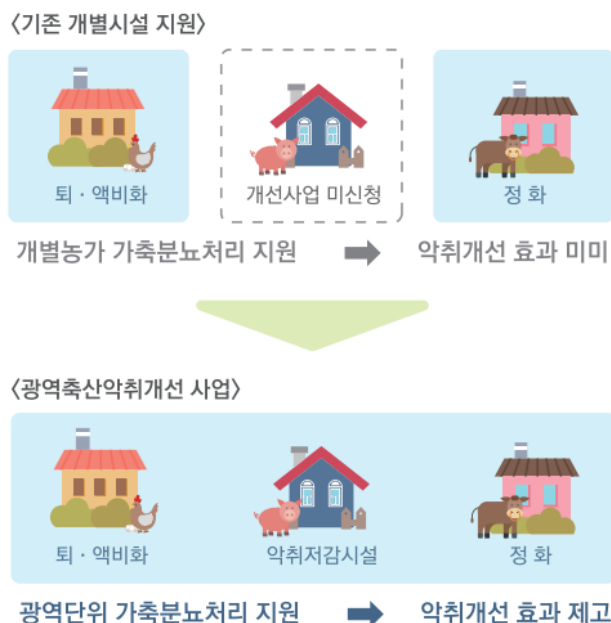 〈기존 개별시설 지원〉
퇴 · 액비화
개선사업 미신청
정 화
개별농가 가축분뇨처리 지원 ➡ 악취개선 효과 미미
〈광역축산악취개선 사업〉
퇴 · 액비화
악취저감시설
정 화
광역단위 가축분뇨처리 지원 ➡ 악취개선 효과 제고